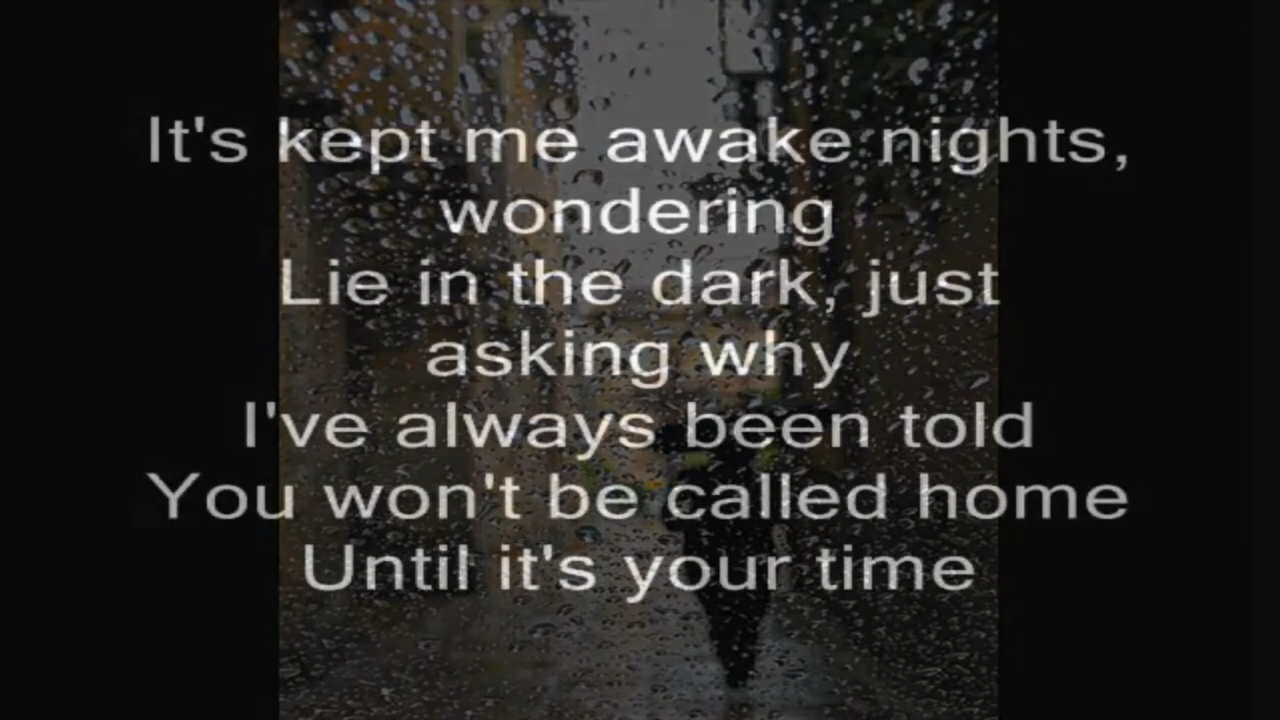 It's kept me awake nights,
wondering
Lie in the dark, just
asking why
I've always been told
You won't be called home
Until it's your time